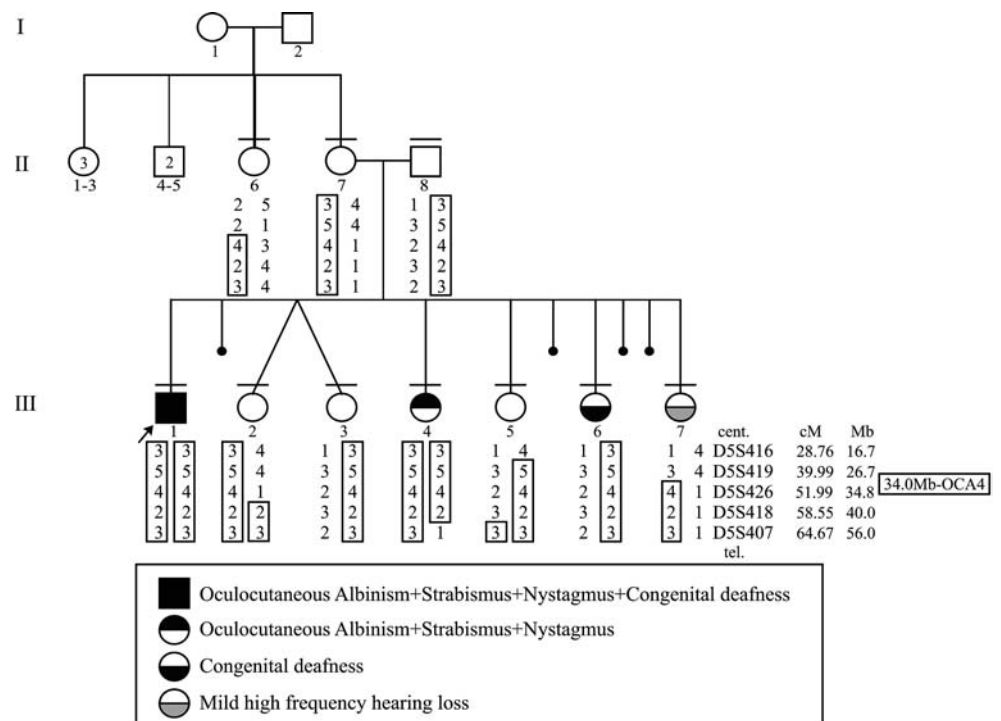 I
1 2
II
3 2
1-3 4-5 6 7 8
2 5 3 4 1 3
2 1 5 4 3 5
4 3 4 1 2 4
2 4 2 1 3 2
3 4 3 1 2 3
III
1 2 3 4 5 6 7 cent. cM Mb
3 3 3 4 1 3 3 3 1 4 1 3 1 4 D5S416 28.76 16.7
5 5 5 4 3 5 5 5 3 5 3 5 3 4 D5S419 39.99 26.7
4 4 4 1 2 4 4 4 2 4 2 4 4 1 D5S426 51.99 34.8 34.0Mb-OCA4
2 2 2 2 3 2 2 2 3 2 3 2 2 1 D5S418 58.55 40.0
3 3 3 3 2 3 3 1 3 3 2 3 3 1 D5S407 64.67 56.0
tel.
Oculocutaneous Albinism+Strabismus+Nystagmus+Congenital deafness
Oculocutaneous Albinism+Strabismus+Nystagmus
Congenital deafness
Mild high frequency hearing loss